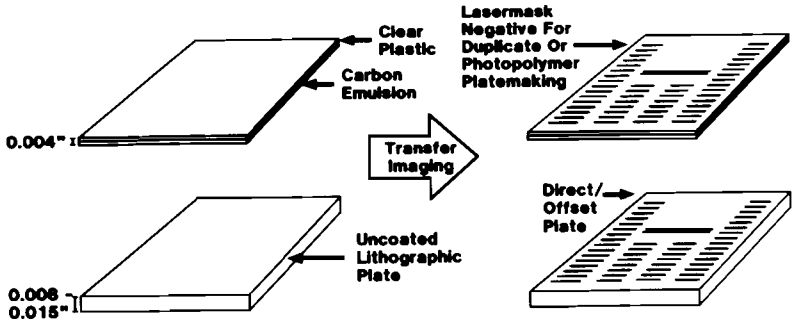 Clear
Plastic
Carbon
Emulsion
0.004"
Lasermask
Negative For
Duplicate Or
Photopolymer
Platemaking
Transfer
Imaging
Uncoated
Lithographic
Plate
0.006
0.015"
Direct/
Offset
Plate